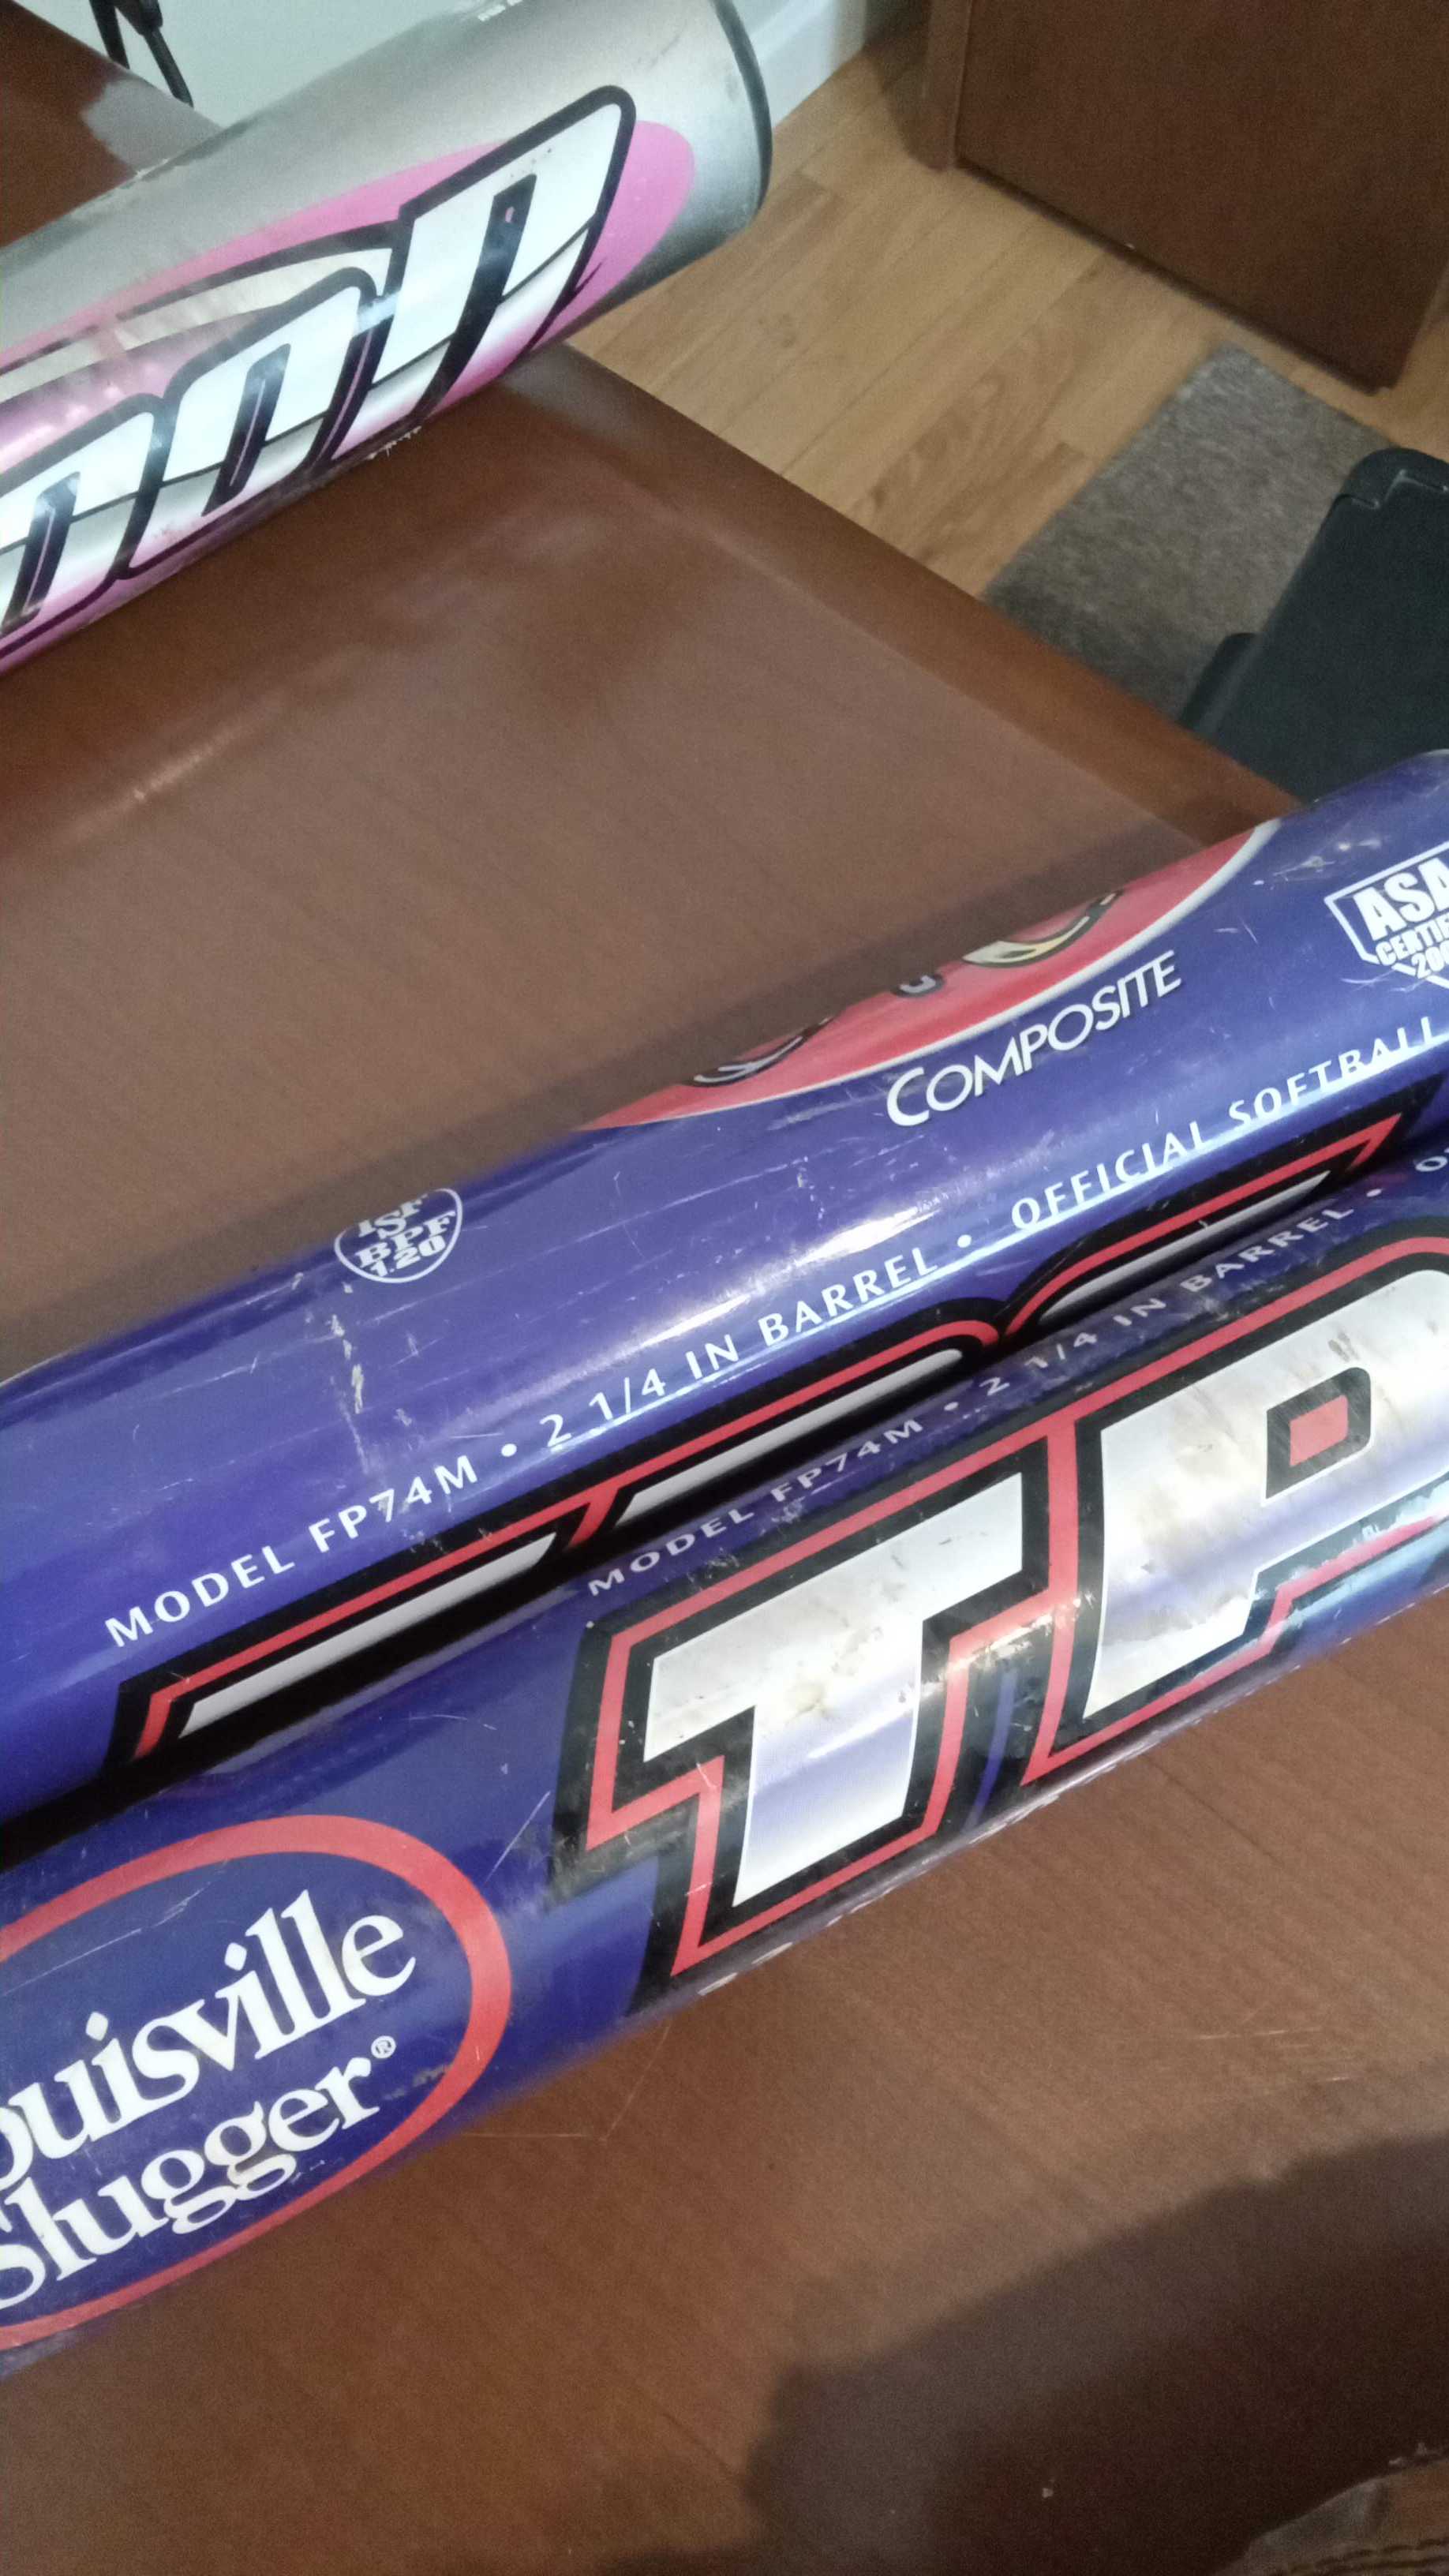 COMPOSITE
ISF
BPF
1.20
MODEL FP74M • 2 1/4 IN BARREL • OFFICIAL SOFTBALL
MODEL FP74M • 2 1/4 IN BARREL •
TP
Louisville
Slugger®
ASA